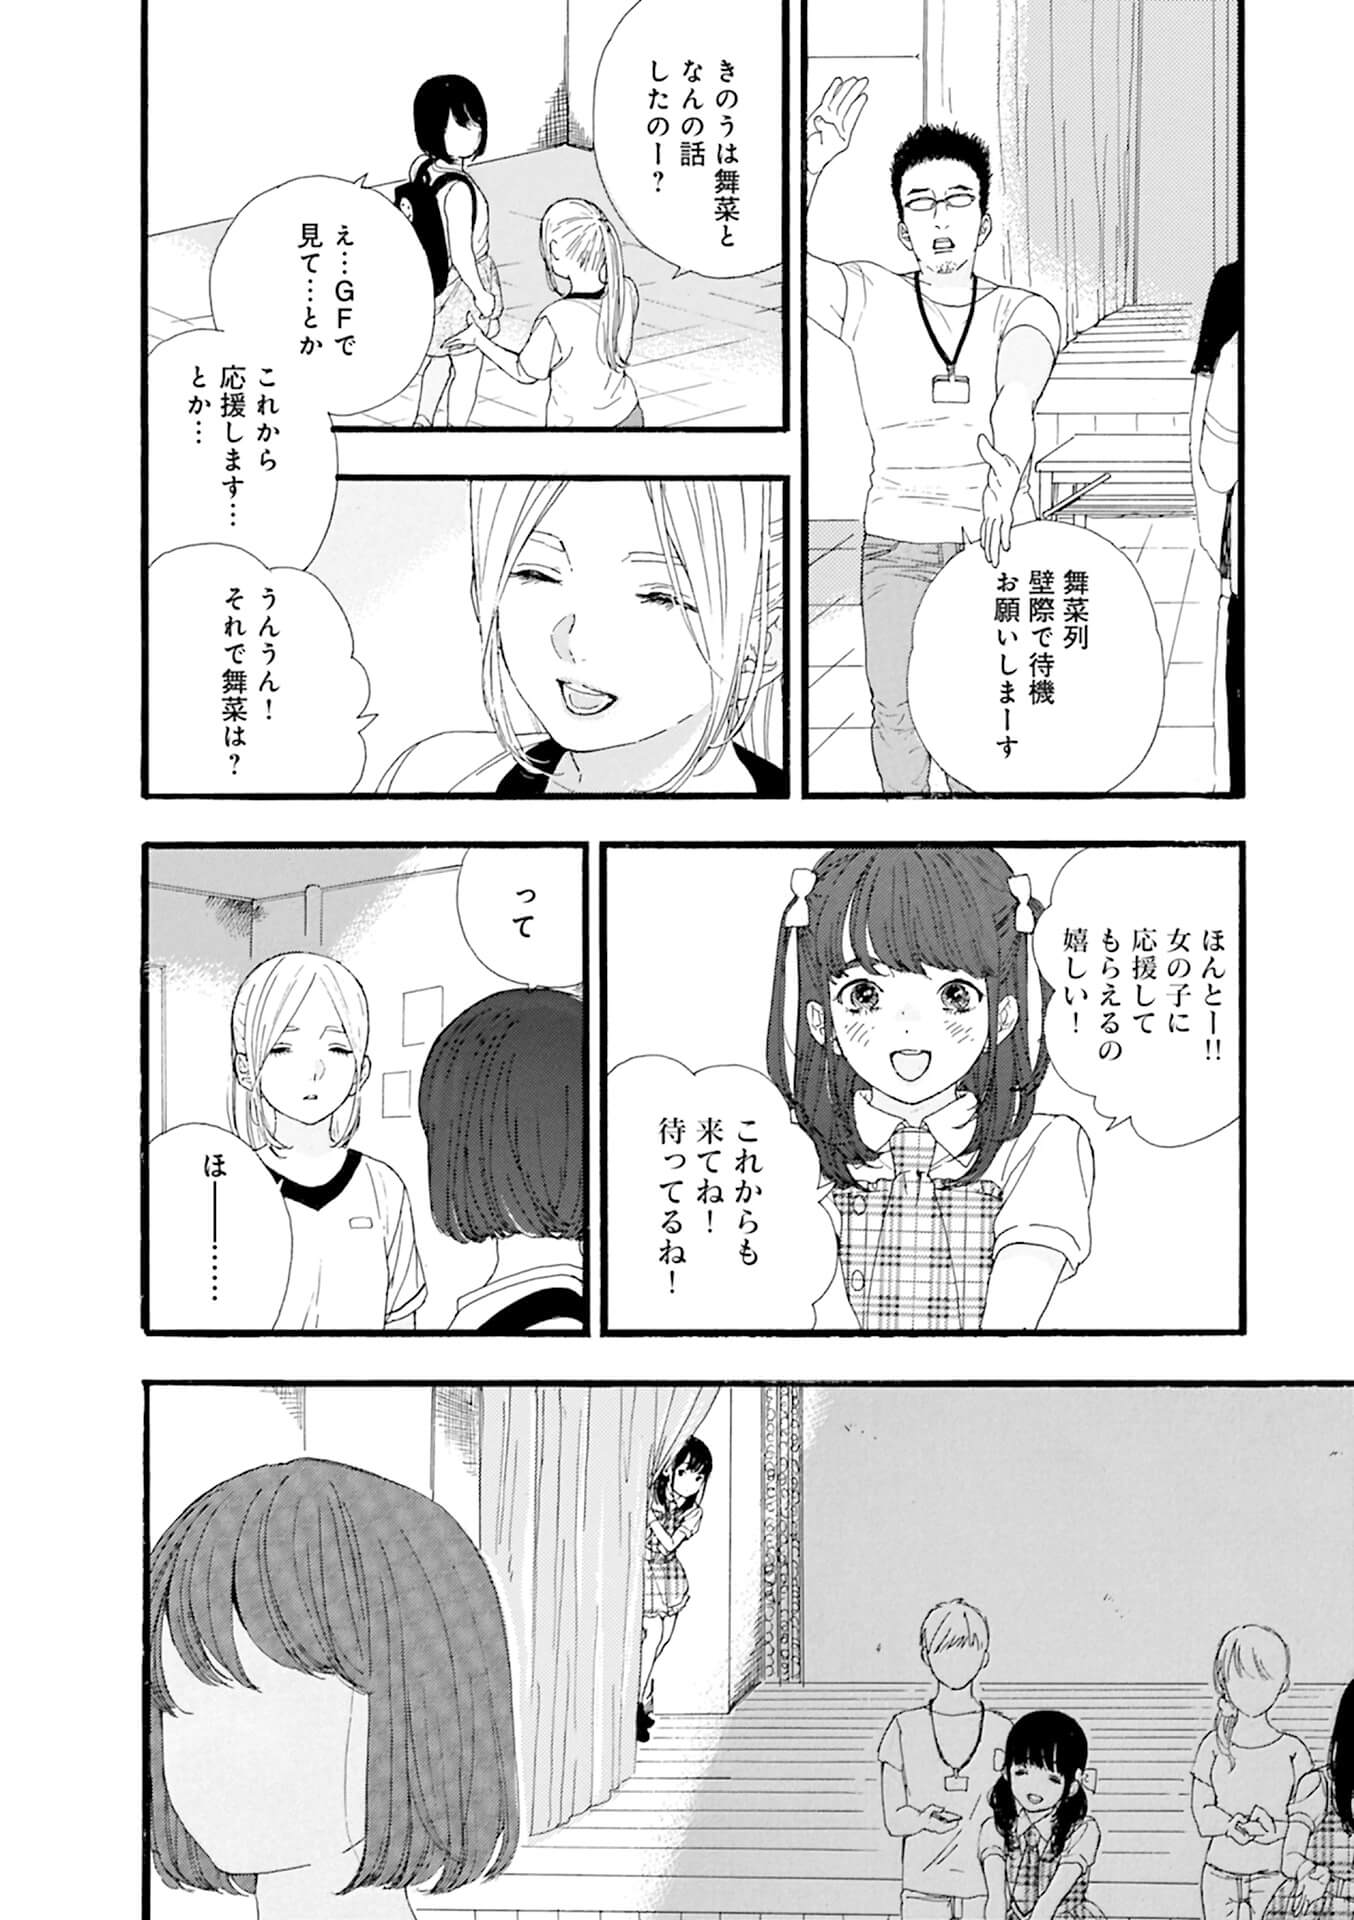 舞菜列
壁際で待機
お願いしまーす
きのうは舞菜と
なんの話
したのー？
え…GFで
見て…とか
これから
応援します…
とか…
うんうん！
それで舞菜は？
ほんとー!!
女の子に
応援して
もらえるの
嬉しい！
これからも
来てね！
待ってるね！
って
ほ――……